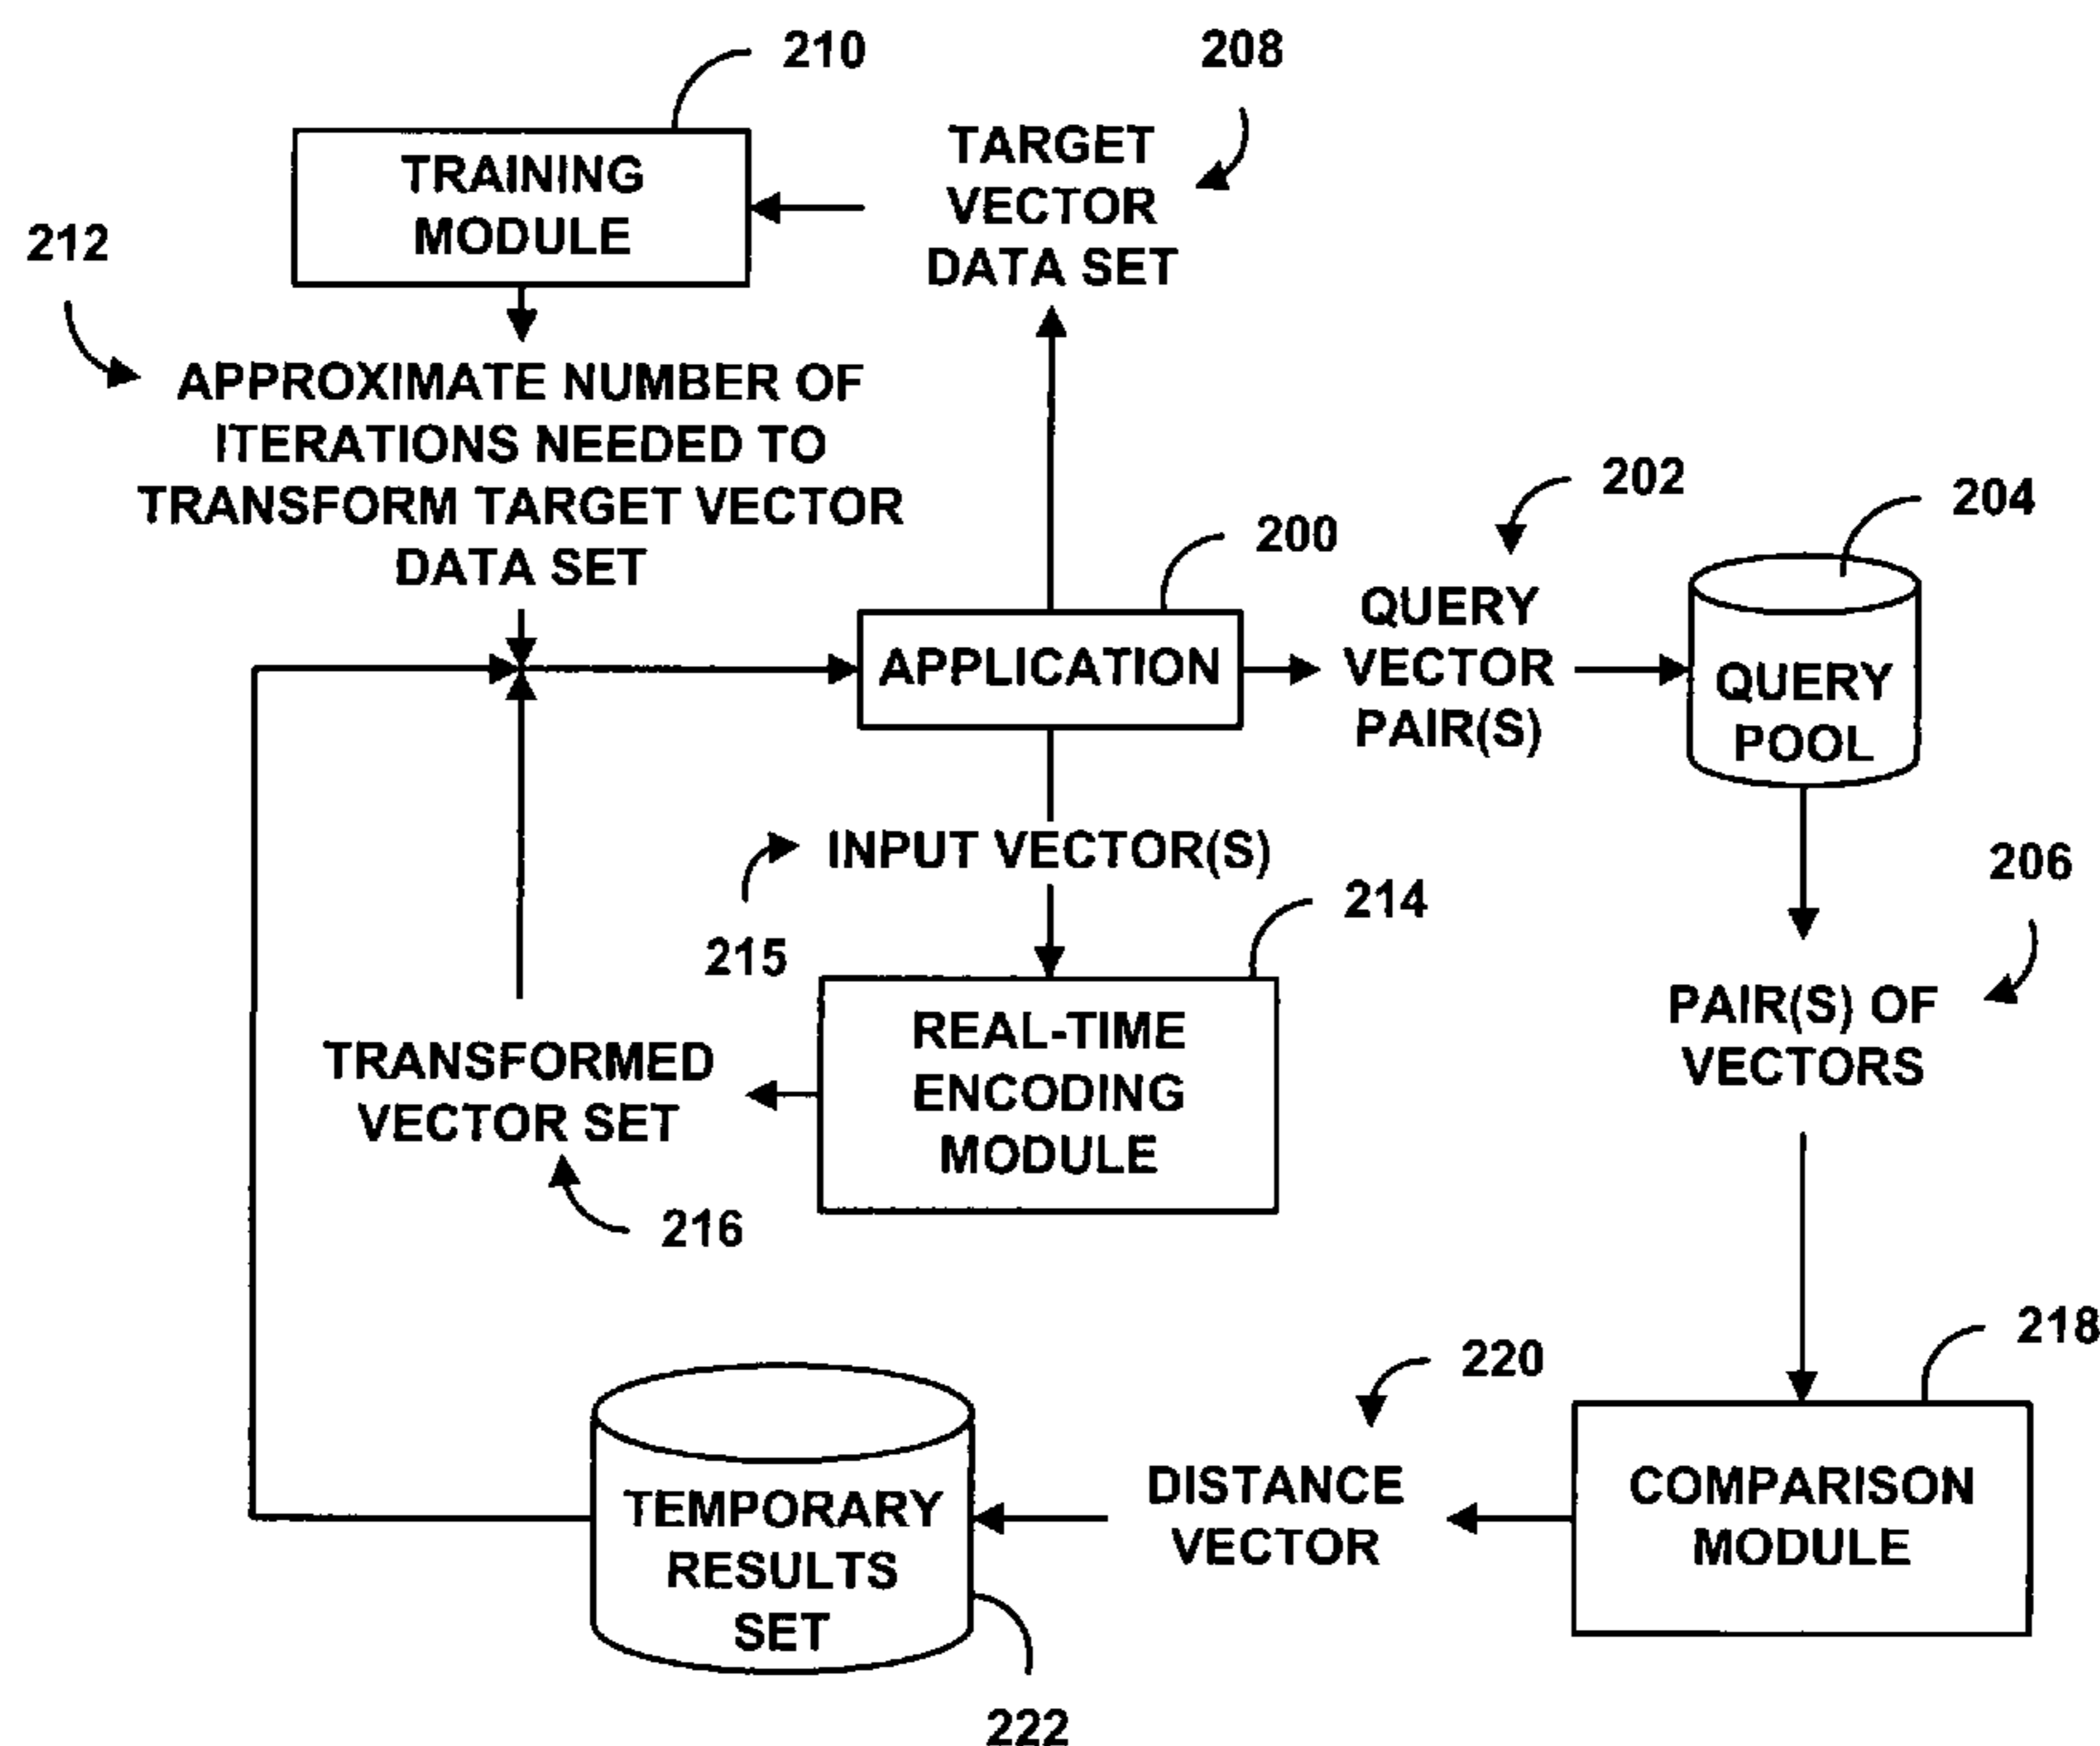 210
208
TRAINING
MODULE
TARGET
VECTOR
DATA SET
212
APPROXIMATE NUMBER OF
ITERATIONS NEEDED TO
TRANSFORM TARGET VECTOR
DATA SET
200
202
204
APPLICATION
QUERY
VECTOR
PAIR(S)
QUERY
POOL
INPUT VECTOR(S)
215
214
206
PAIR(S) OF
VECTORS
REAL-TIME
ENCODING
MODULE
TRANSFORMED
VECTOR SET
216
218
220
COMPARISON
MODULE
DISTANCE
VECTOR
TEMPORARY
RESULTS
SET
222